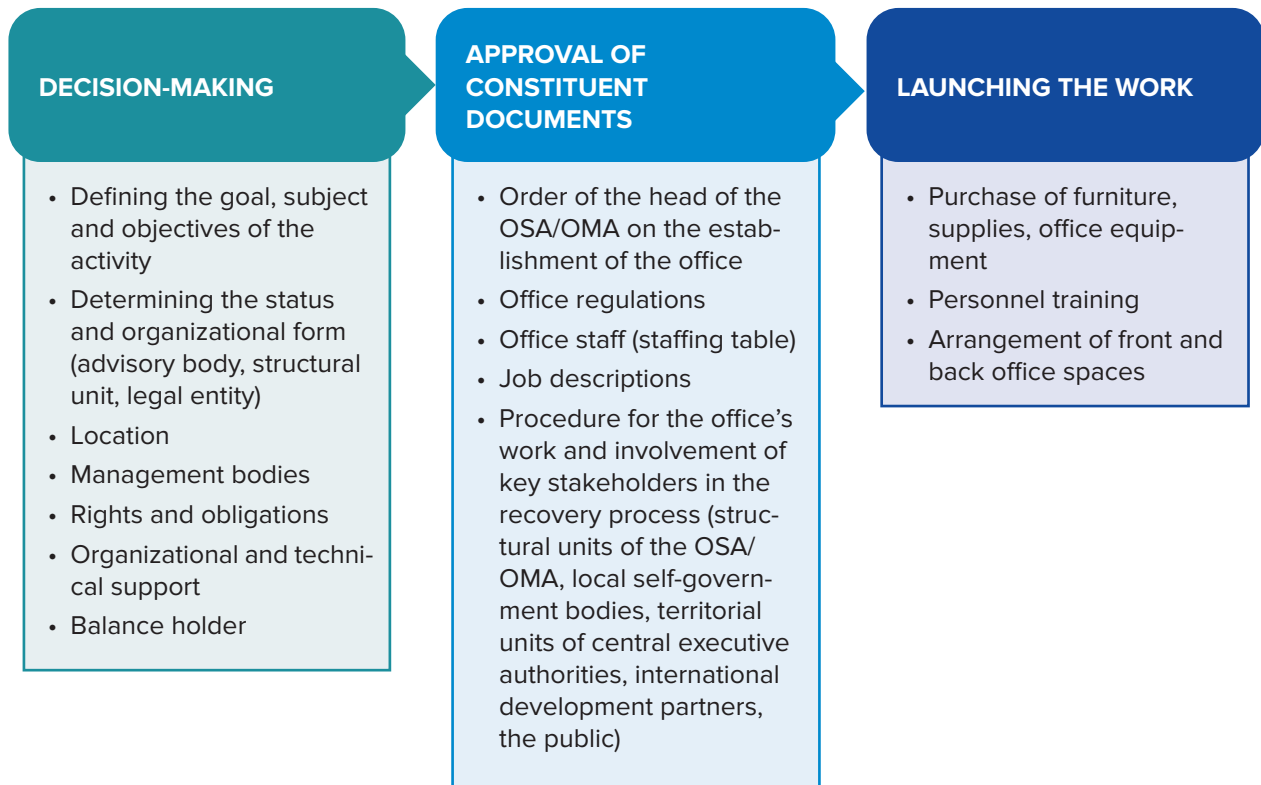 DECISION-MAKING
• Defining the goal, subject
and objectives of the
activity
• Determining the status
and organizational form
(advisory body, structural
unit, legal entity)
• Location
• Management bodies
• Rights and obligations
• Organizational and techni-
cal support
• Balance holder
APPROVAL OF
CONSTITUENT
DOCUMENTS
• Order of the head of the
OSA/OMA on the estab-
lishment of the office
• Office regulations
• Office staff (staffing table)
• Job descriptions
• Procedure for the office’s
work and involvement of
key stakeholders in the
recovery process (struc-
tural units of the OSA/
OMA, local self-govern-
ment bodies, territorial
units of central executive
authorities, international
development partners,
the public)
LAUNCHING THE WORK
• Purchase of furniture,
supplies, office equip-
ment
• Personnel training
• Arrangement of front and
back office spaces